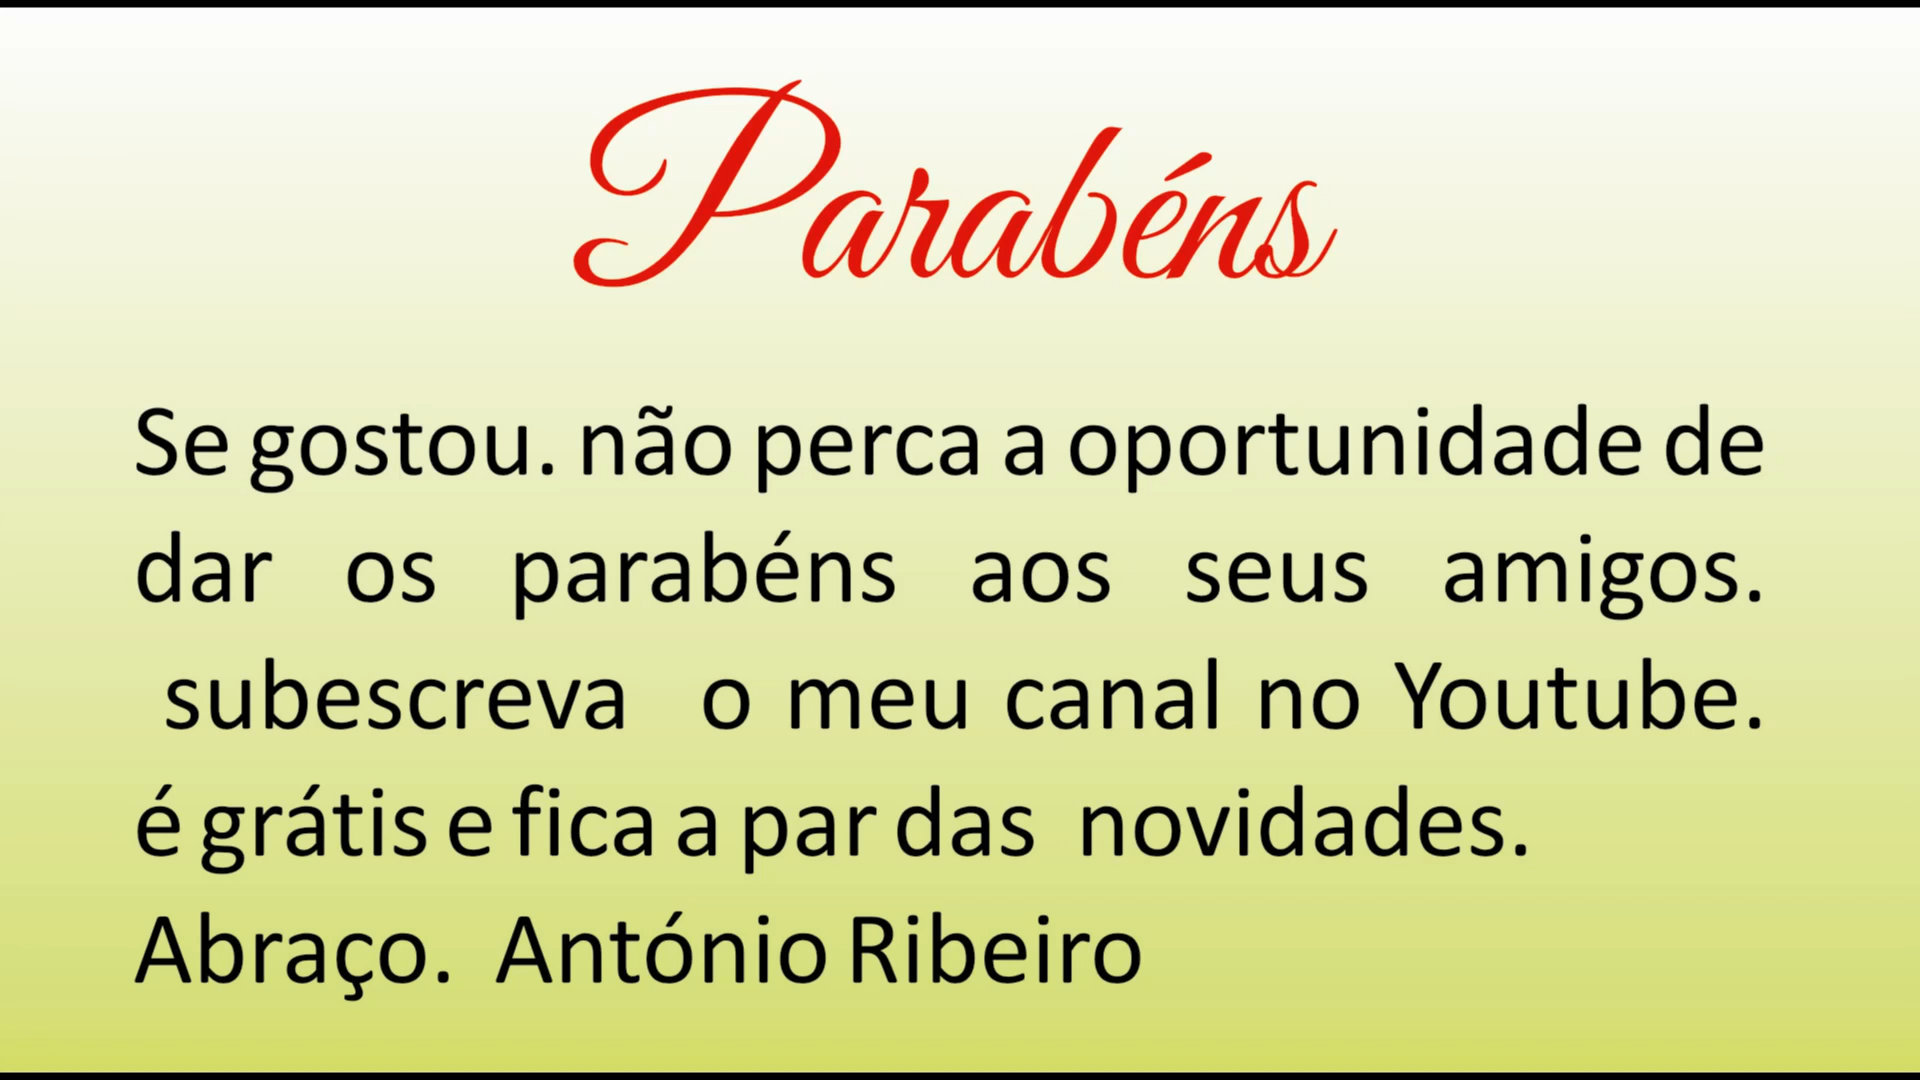 Parabéns
Se gostou. não perca a oportunidade de
dar os parabéns aos seus amigos.
subescreva o meu canal no Youtube.
é grátis e fica a par das novidades.
Abraço. António Ribeiro